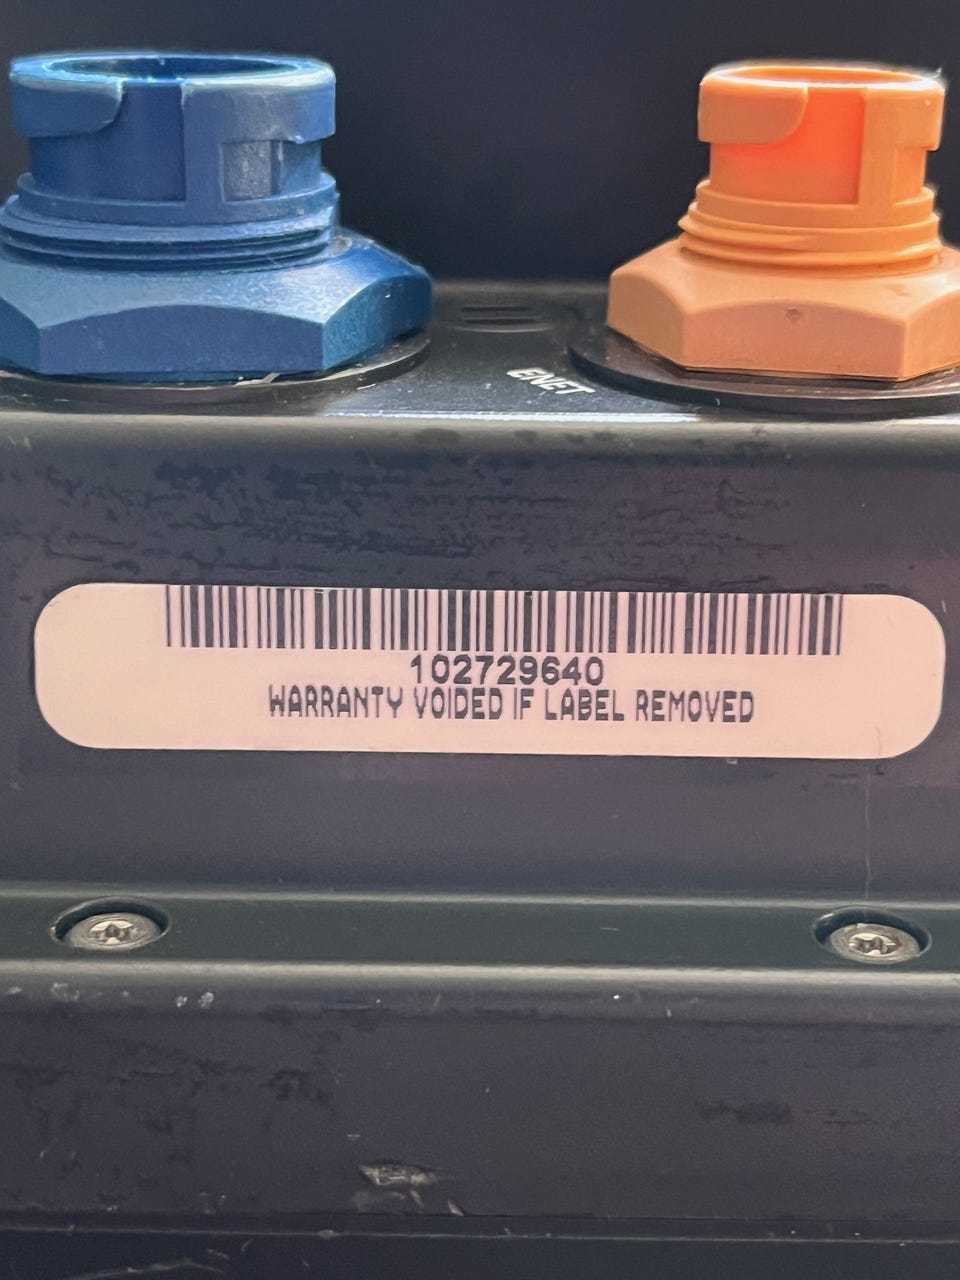 ENET
102729640
WARRANTY VOIDED IF LABEL REMOVED